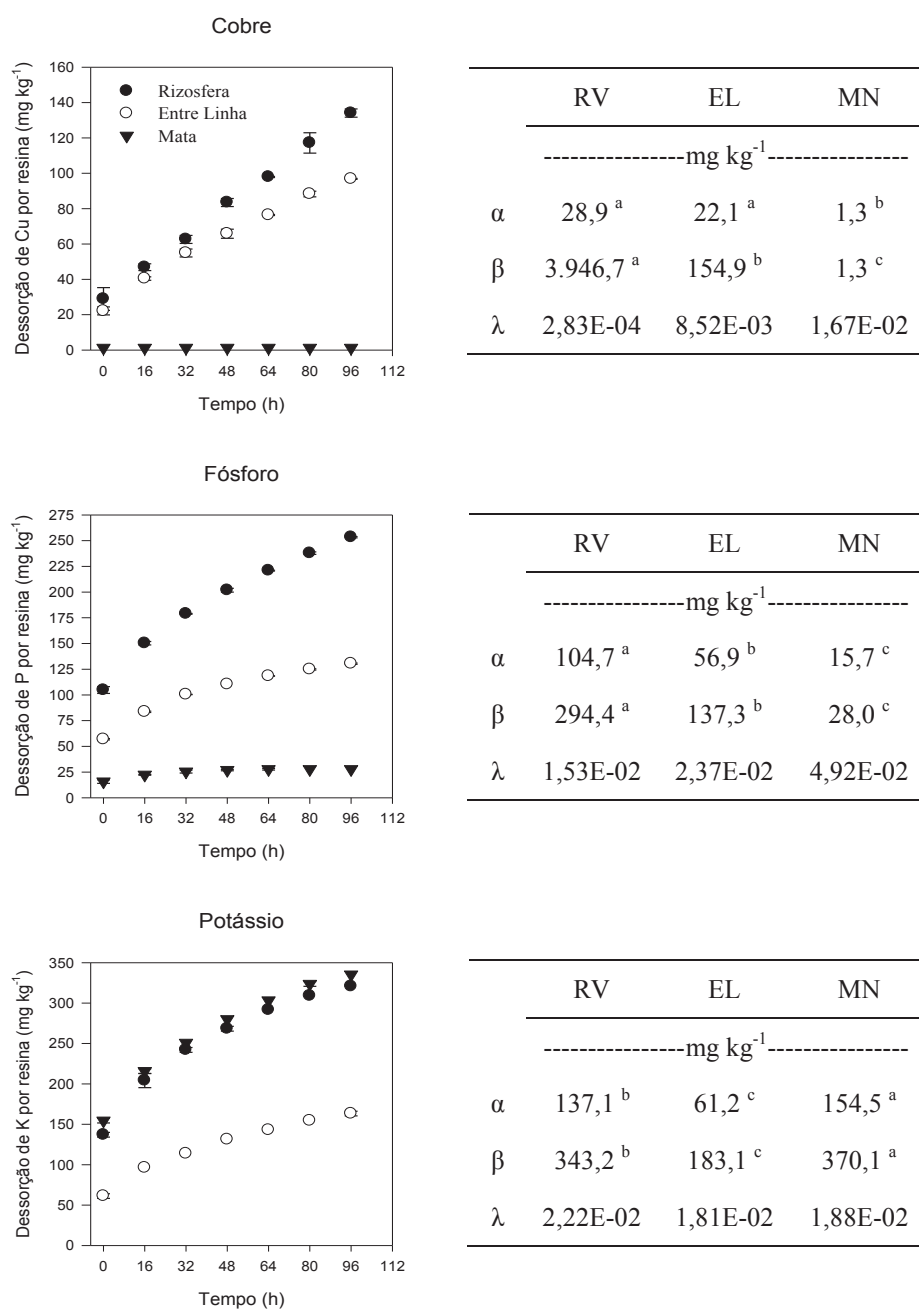 Cobre
Dessorção de Cu por resina (mg kg-1)
160
140
120
100
80
60
40
20
0
Rizosfera
Entre Linha
Mata
0 16 32 48 64 80 96 112
Tempo (h)
RV EL MN
----------------mg kg-1----------------
α 28,9 a 22,1 a 1,3 b
β 3.946,7 a 154,9 b 1,3 c
λ 2,83E-04 8,52E-03 1,67E-02
Fósforo
Dessorção de P por resina (mg kg-1)
275
250
225
200
175
150
125
100
75
50
25
0
0 16 32 48 64 80 96 112
Tempo (h)
RV EL MN
----------------mg kg-1----------------
α 104,7 a 56,9 b 15,7 c
β 294,4 a 137,3 b 28,0 c
λ 1,53E-02 2,37E-02 4,92E-02
Potássio
Dessorção de K por resina (mg kg-1)
350
300
250
200
150
100
50
0
0 16 32 48 64 80 96 112
Tempo (h)
RV EL MN
----------------mg kg-1----------------
α 137,1 b 61,2 c 154,5 a
β 343,2 b 183,1 c 370,1 a
λ 2,22E-02 1,81E-02 1,88E-02